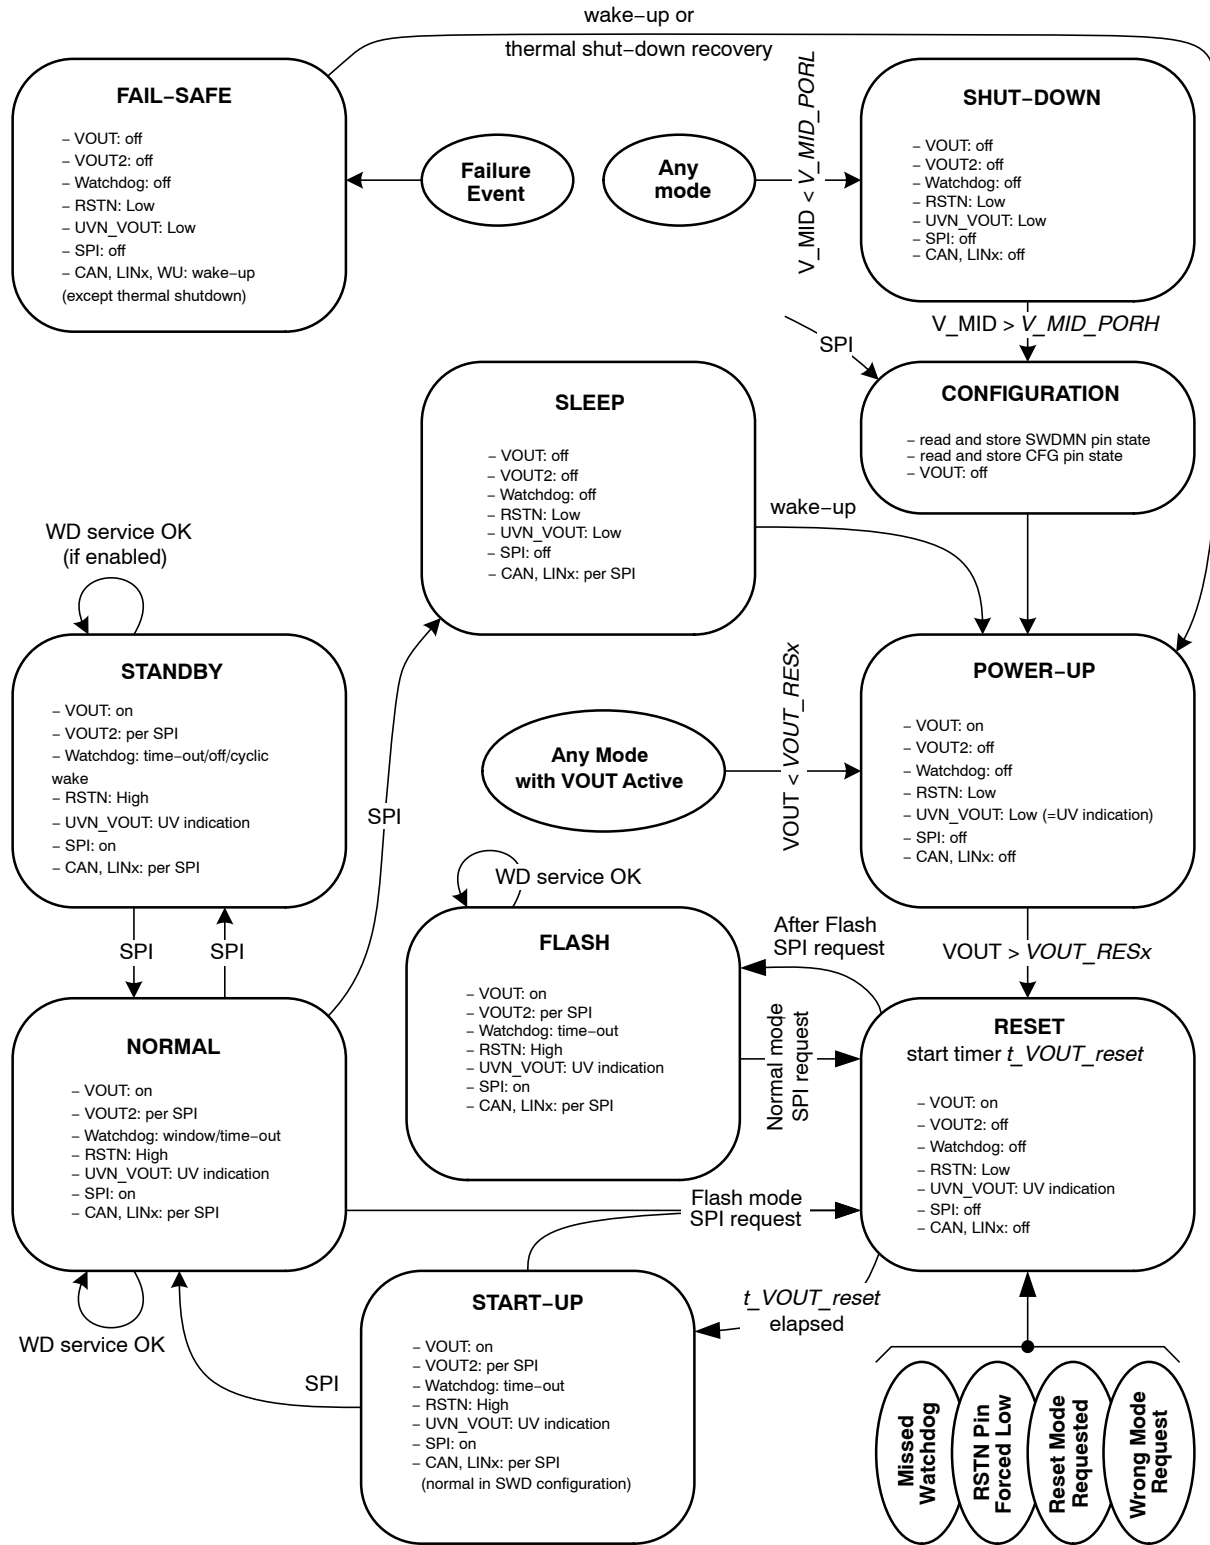 wake−up or
thermal shut−down recovery
FAIL−SAFE
− VOUT: off
− VOUT2: off
− Watchdog: off
− RSTN: Low
− UVN_VOUT: Low
− SPI: off
− CAN, LINx, WU: wake−up
(except thermal shutdown)
Failure
Event
Any
mode
V_MID < V_MID_PORL
SHUT−DOWN
− VOUT: off
− VOUT2: off
− Watchdog: off
− RSTN: Low
− UVN_VOUT: Low
− SPI: off
− CAN, LINx: off
V_MID > V_MID_PORH
SPI
CONFIGURATION
− read and store SWDMN pin state
− read and store CFG pin state
− VOUT: off
SLEEP
− VOUT: off
− VOUT2: off
− Watchdog: off
− RSTN: Low
− UVN_VOUT: Low
− SPI: off
− CAN, LINx: per SPI
wake−up
WD service OK
(if enabled)
STANDBY
− VOUT: on
− VOUT2: per SPI
− Watchdog: time−out/off/cyclic
wake
− RSTN: High
− UVN_VOUT: UV indication
− SPI: on
− CAN, LINx: per SPI
SPI
Any Mode
with VOUT Active
VOUT < VOUT_RESx
POWER−UP
− VOUT: on
− VOUT2: off
− Watchdog: off
− RSTN: Low
− UVN_VOUT: Low (=UV indication)
− SPI: off
− CAN, LINx: off
WD service OK
SPI
SPI
FLASH
− VOUT: on
− VOUT2: per SPI
− Watchdog: time−out
− RSTN: High
− UVN_VOUT: UV indication
− SPI: on
− CAN, LINx: per SPI
After Flash
SPI request
VOUT > VOUT_RESx
Normal mode
SPI request
RESET
start timer t_VOUT_reset
− VOUT: on
− VOUT2: off
− Watchdog: off
− RSTN: Low
− UVN_VOUT: UV indication
− SPI: off
− CAN, LINx: off
NORMAL
− VOUT: on
− VOUT2: per SPI
− Watchdog: window/time−out
− RSTN: High
− UVN_VOUT: UV indication
− SPI: on
− CAN, LINx: per SPI
Flash mode
SPI request
WD service OK
SPI
START−UP
− VOUT: on
− VOUT2: per SPI
− Watchdog: time−out
− RSTN: High
− UVN_VOUT: UV indication
− SPI: on
− CAN, LINx: per SPI
(normal in SWD configuration)
t_VOUT_reset
elapsed
Missed
Watchdog
RSTN Pin
Forced Low
Reset Mode
Requested
Wrong Mode
Request